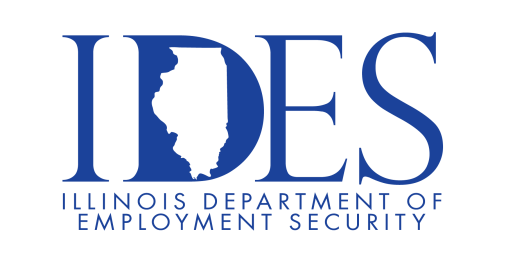 IDES
ILLINOIS DEPARTMENT OF
EMPLOYMENT SECURITY